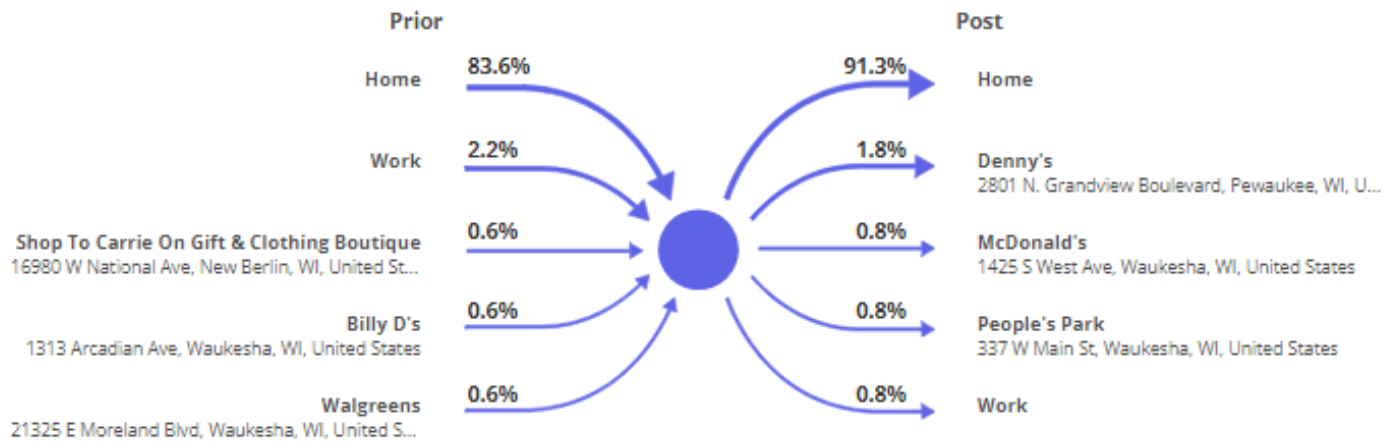 Prior
Post
Home
83.6%
91.3%
Home
Work
2.2%
1.8%
Denny's
2801 N. Grandview Boulevard, Pewaukee, WI, U...
Shop To Carrie On Gift & Clothing Boutique
16980 W National Ave, New Berlin, WI, United St...
0.6%
0.8%
McDonald's
1425 S West Ave, Waukesha, WI, United States
Billy D's
1313 Arcadian Ave, Waukesha, WI, United States
0.6%
0.8%
People's Park
337 W Main St, Waukesha, WI, United States
Walgreens
21325 E Moreland Blvd, Waukesha, WI, United S...
0.6%
0.8%
Work